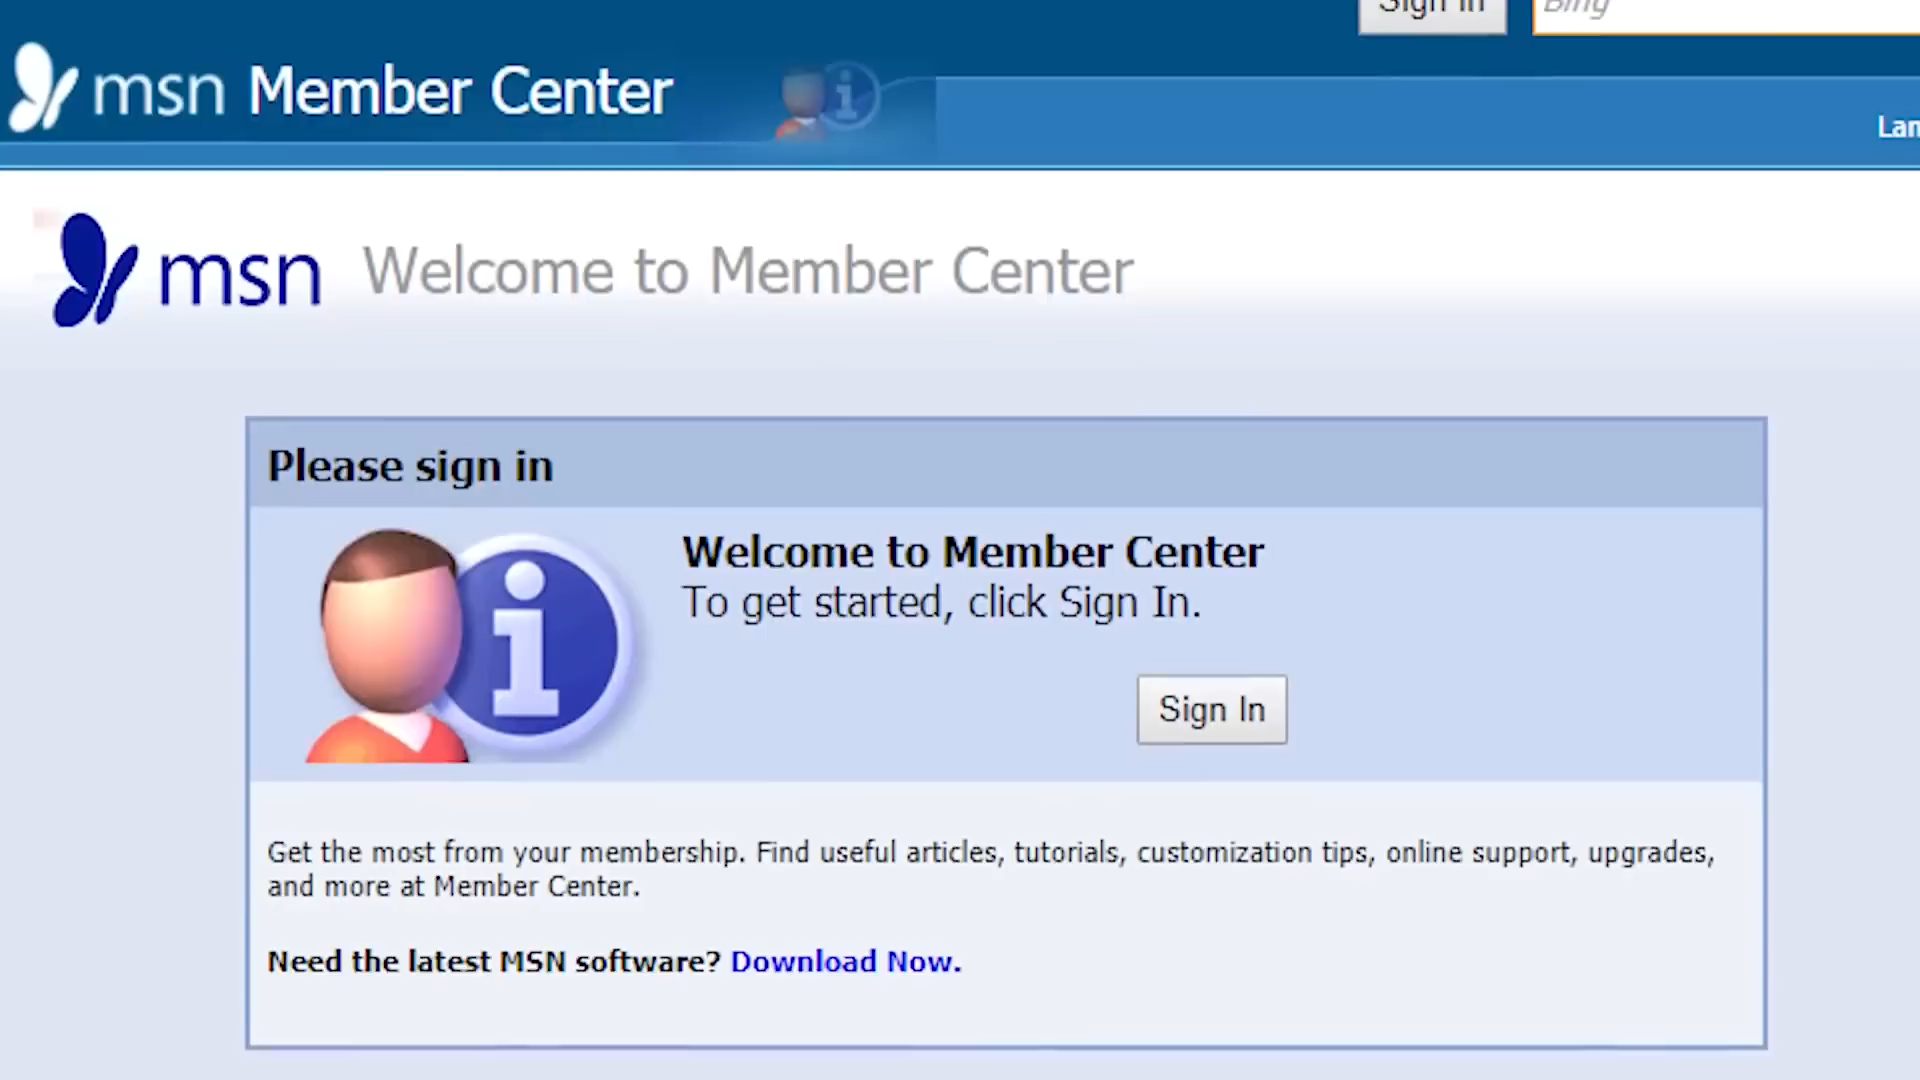 Sign In
Bing
msn Member Center
Lan
msn Welcome to Member Center
Please sign in
Welcome to Member Center
To get started, click Sign In.
Sign In
Get the most from your membership. Find useful articles, tutorials, customization tips, online support, upgrades,
and more at Member Center.
Need the latest MSN software? Download Now.